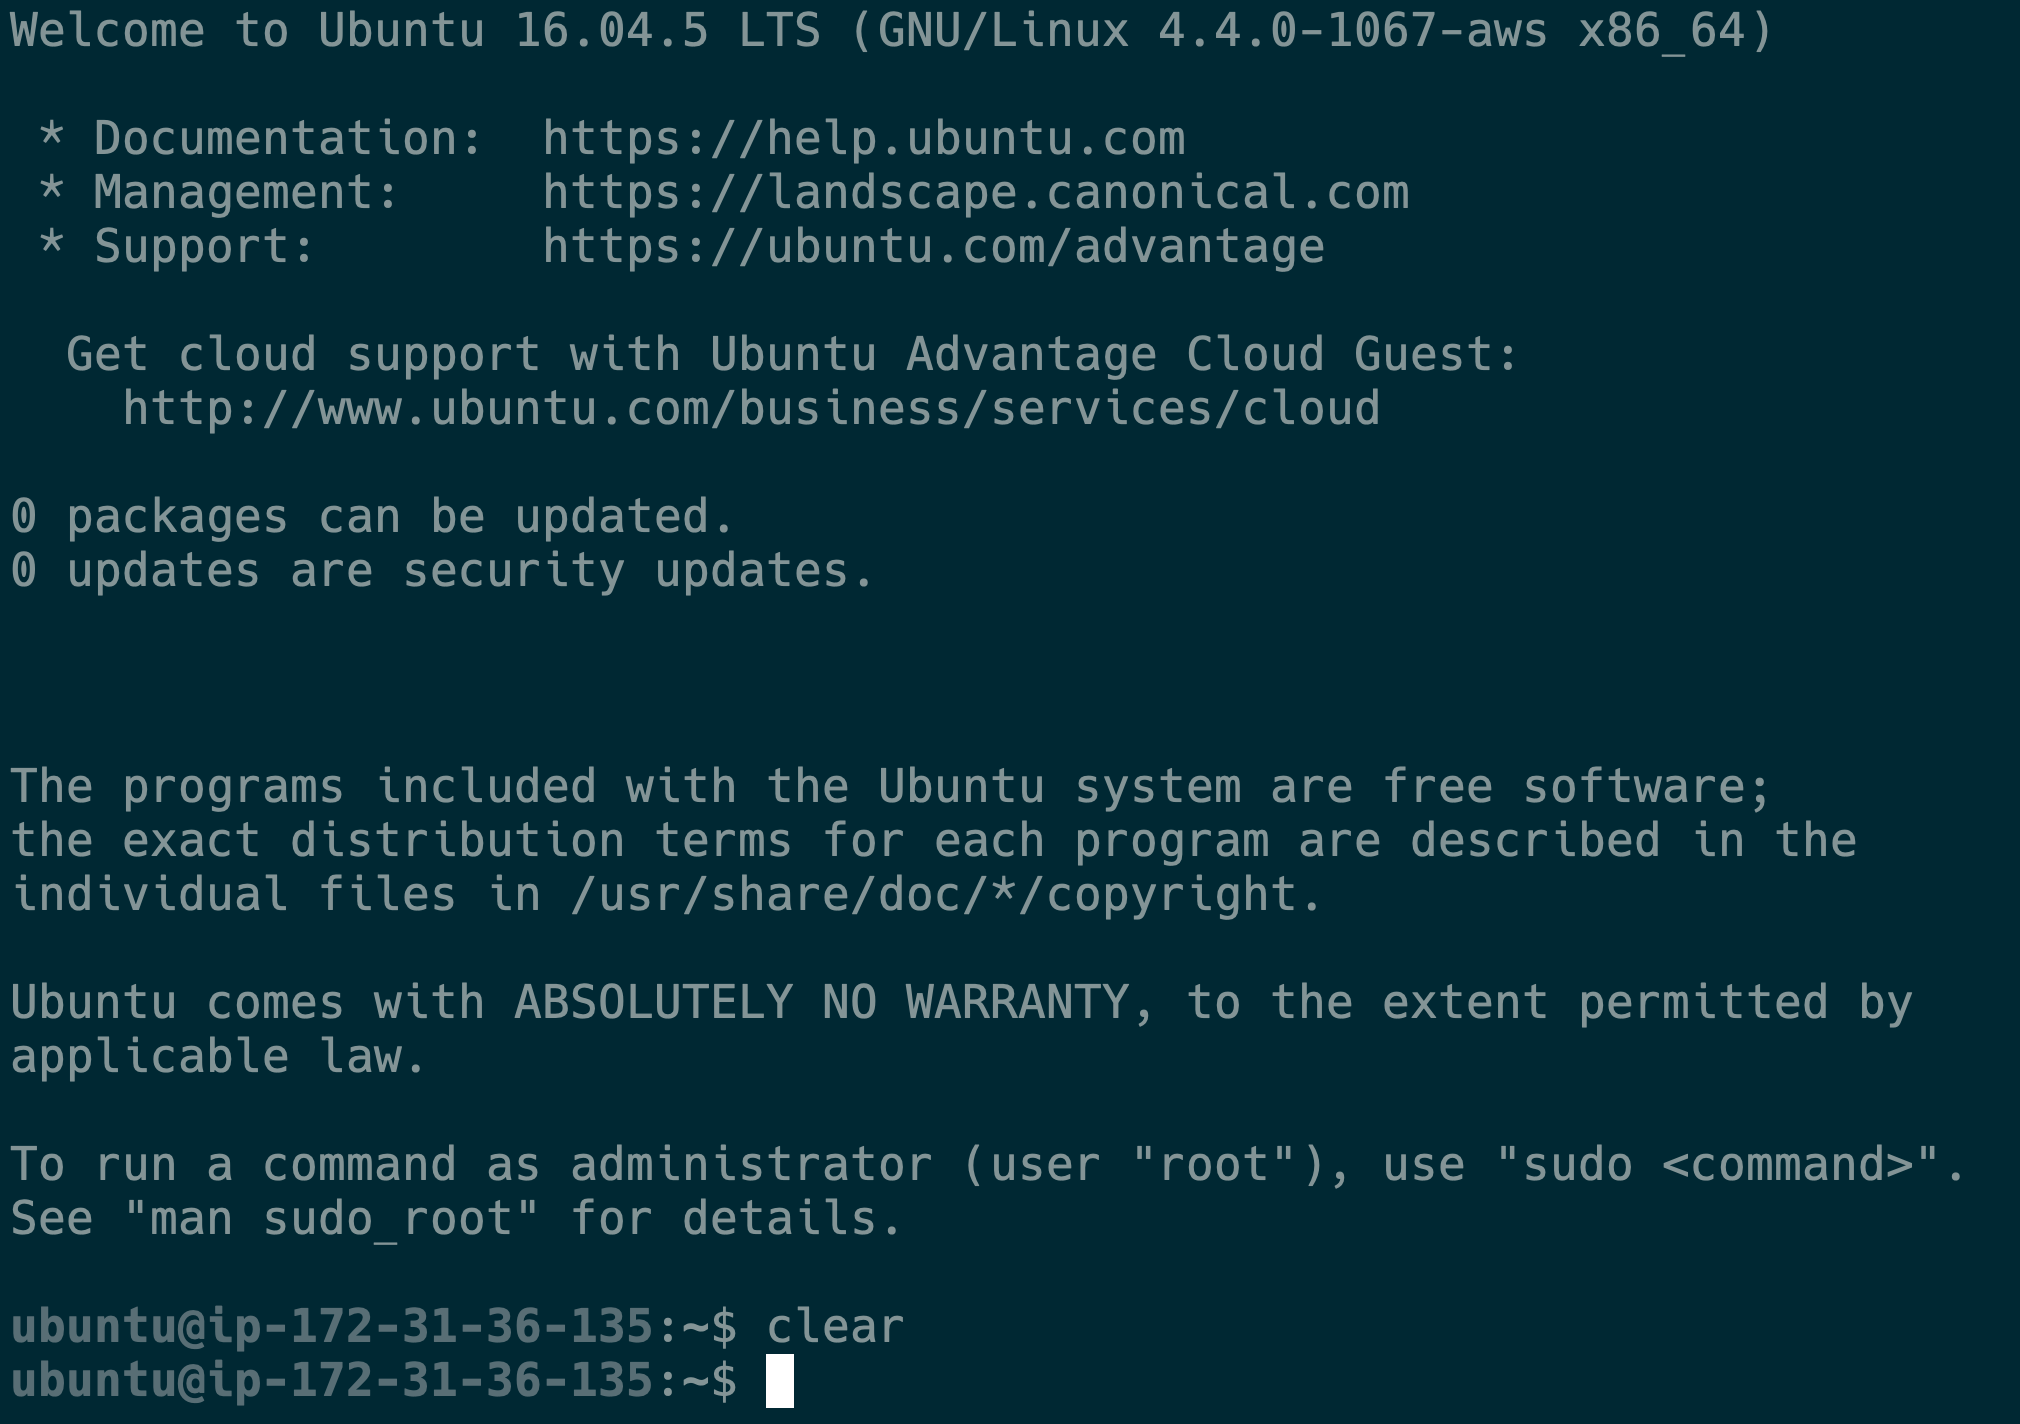 Welcome to Ubuntu 16.04.5 LTS (GNU/Linux 4.4.0-1067-aws x86_64)
* Documentation:  https://help.ubuntu.com
* Management:     https://landscape.canonical.com
* Support:        https://ubuntu.com/advantage
Get cloud support with Ubuntu Advantage Cloud Guest:
http://www.ubuntu.com/business/services/cloud
0 packages can be updated.
0 updates are security updates.
The programs included with the Ubuntu system are free software;
the exact distribution terms for each program are described in the
individual files in /usr/share/doc/*/copyright.
Ubuntu comes with ABSOLUTELY NO WARRANTY, to the extent permitted by
applicable law.
To run a command as administrator (user "root"), use "sudo <command>".
See "man sudo_root" for details.
ubuntu@ip-172-31-36-135:~$ clear
ubuntu@ip-172-31-36-135:~$